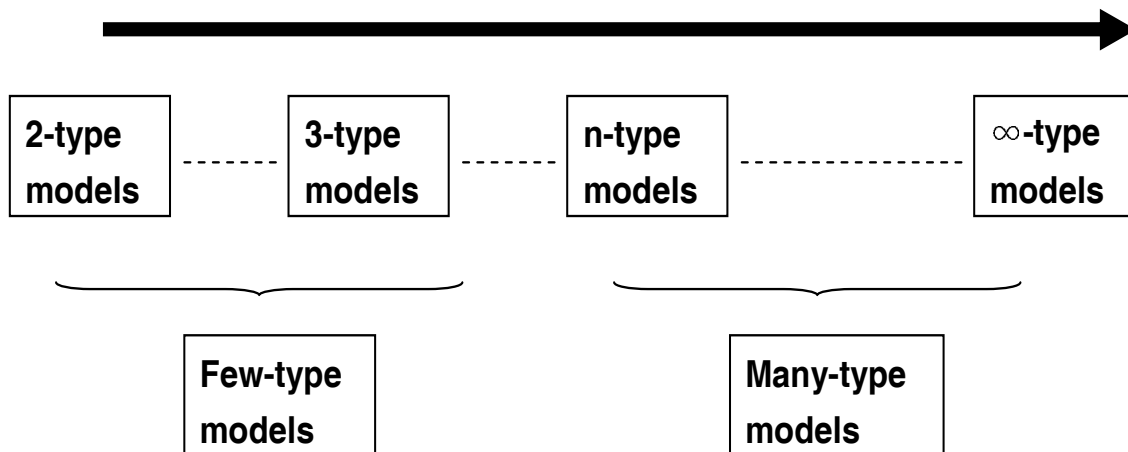 2-type
models
3-type
models
n-type
models
∞-type
models
Few-type
models
Many-type
models